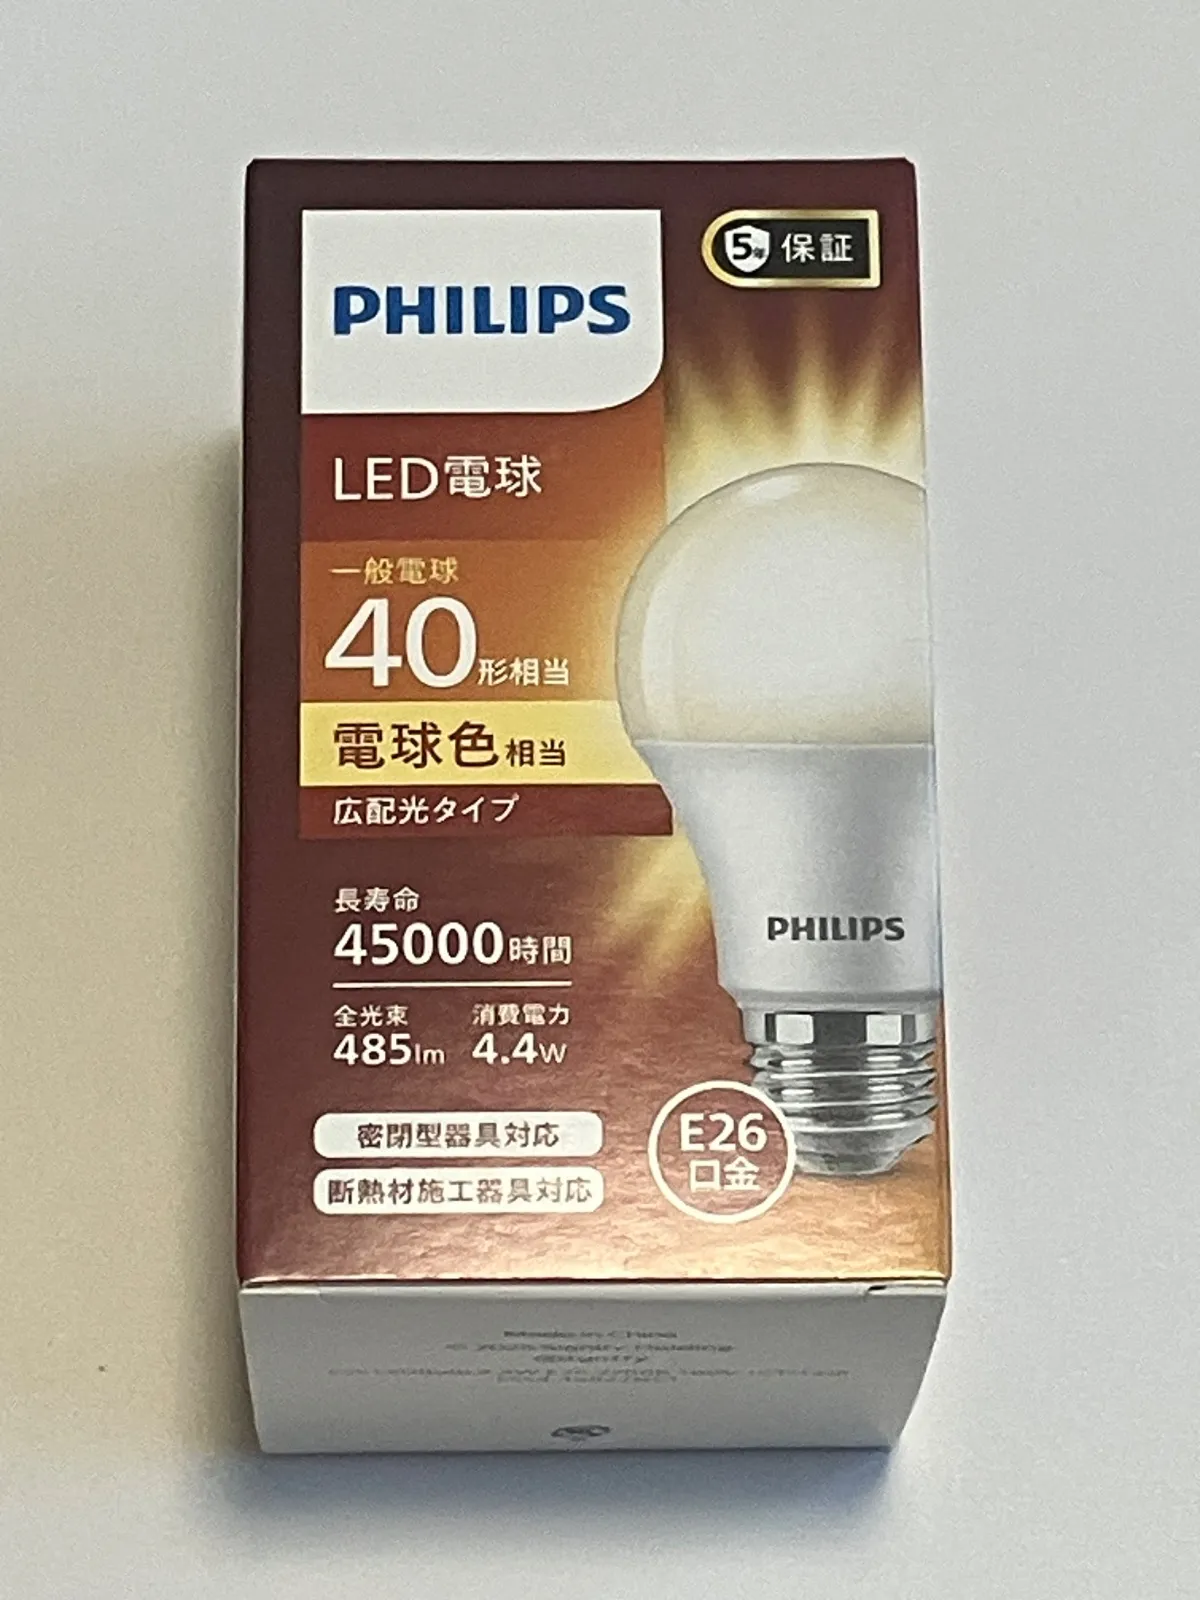 5年 保証
PHILIPS
LED電球
一般電球
40形相当
電球色相当
広配光タイプ
長寿命
45000時間
全光束 消費電力
485lm 4.4W
密閉型器具対応
断熱材施工器具対応
PHILIPS
E26
口金
Made in China